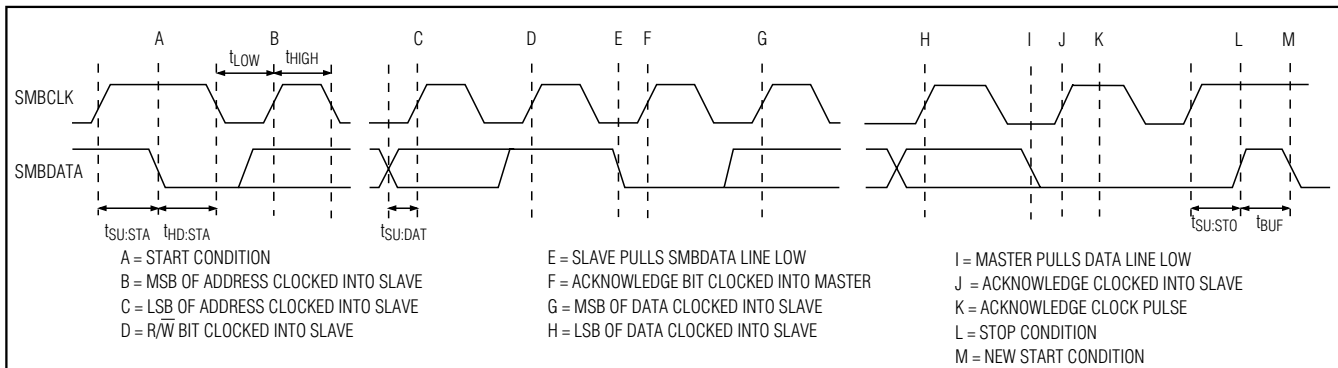 A B C D E F G H I J K L M
tLOW tHIGH
SMBCLK
SMBDATA
tSU:STA tHD:STA tSU:DAT tSU:STO tBUF
A = START CONDITION
B = MSB OF ADDRESS CLOCKED INTO SLAVE
C = LSB OF ADDRESS CLOCKED INTO SLAVE
D = R/W̅ BIT CLOCKED INTO SLAVE
E = SLAVE PULLS SMBDATA LINE LOW
F = ACKNOWLEDGE BIT CLOCKED INTO MASTER
G = MSB OF DATA CLOCKED INTO SLAVE
H = LSB OF DATA CLOCKED INTO SLAVE
I = MASTER PULLS DATA LINE LOW
J = ACKNOWLEDGE CLOCKED INTO SLAVE
K = ACKNOWLEDGE CLOCK PULSE
L = STOP CONDITION
M = NEW START CONDITION